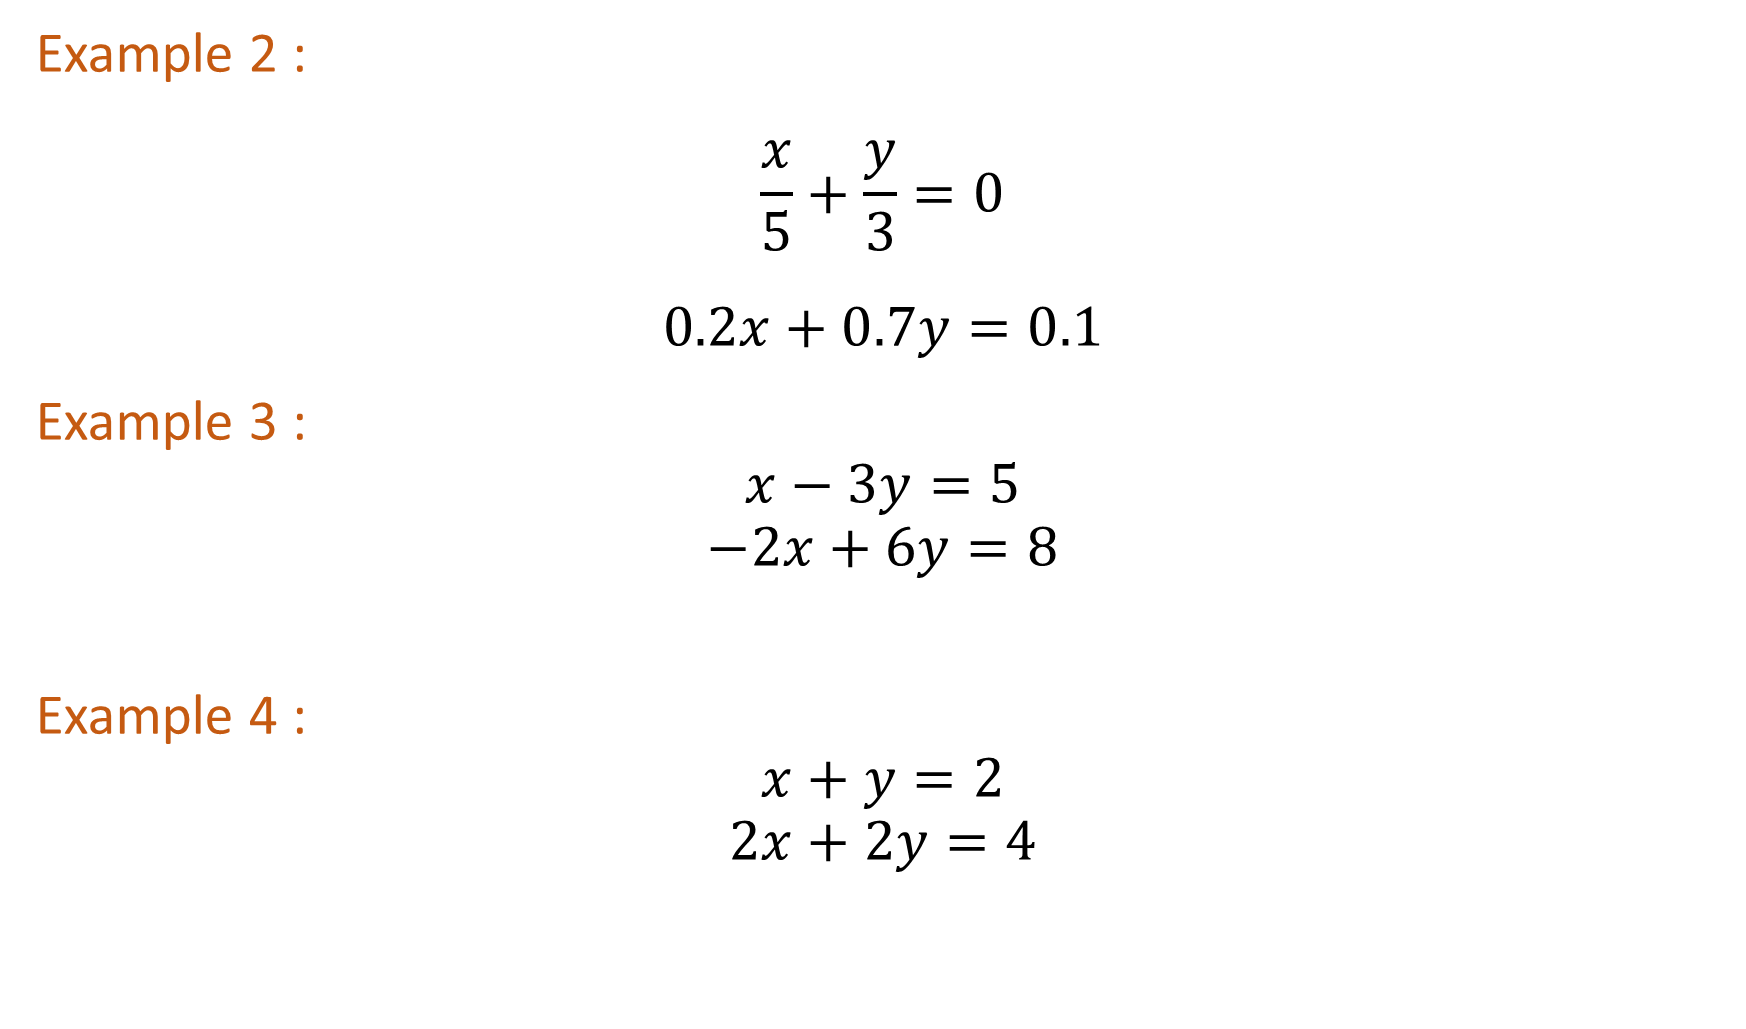 Example 2 :
x/5 + y/3 = 0
0.2x + 0.7y = 0.1
Example 3 :
x − 3y = 5
−2x + 6y = 8
Example 4 :
x + y = 2
2x + 2y = 4